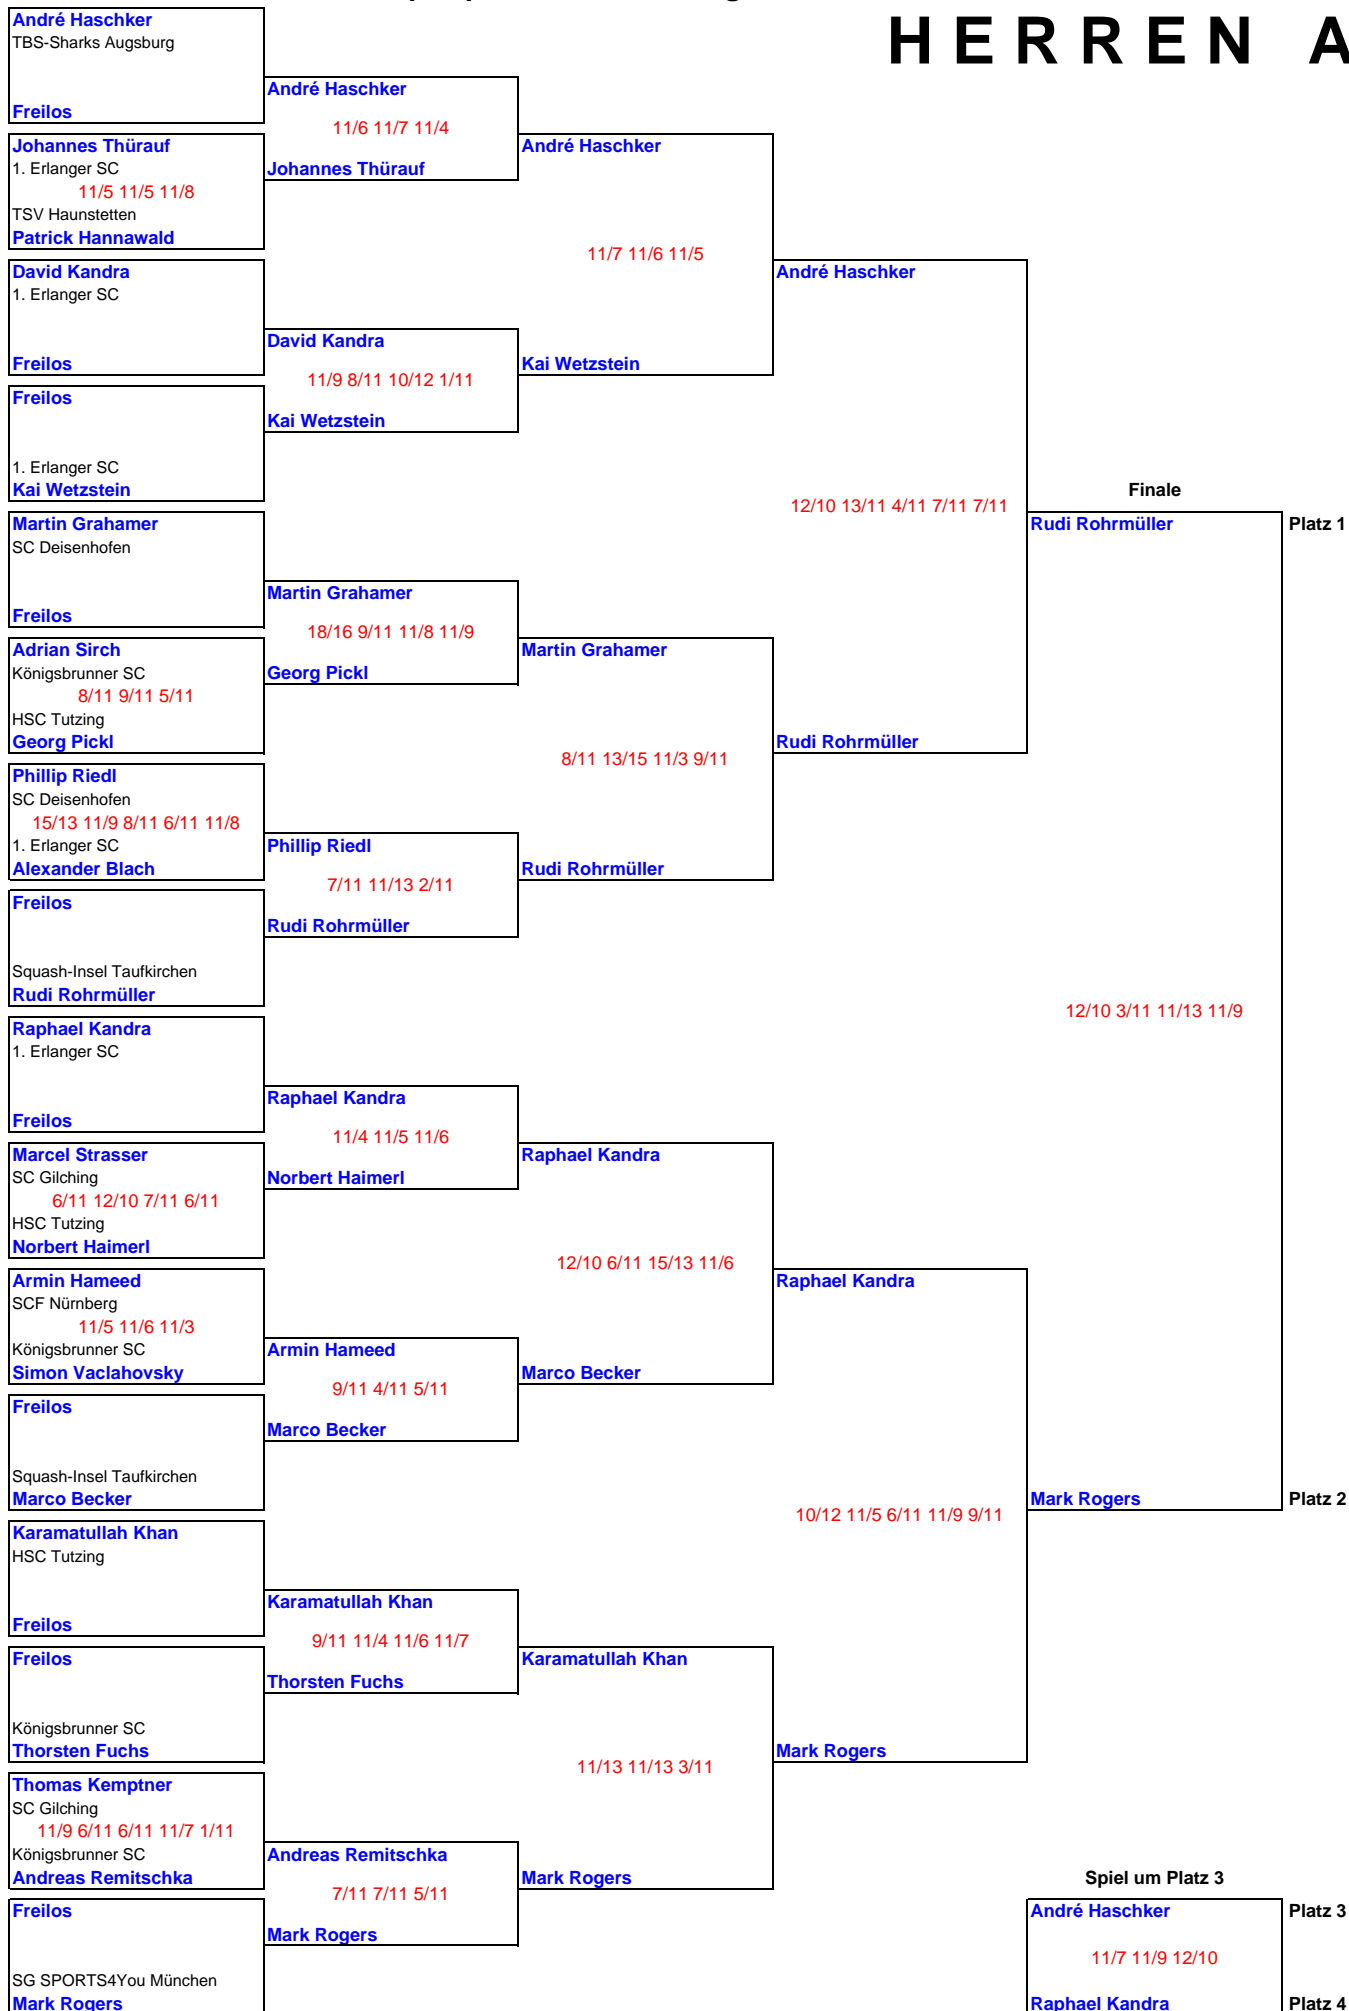 HERREN A
André Haschker
TBS-Sharks Augsburg
Freilos
Johannes Thürauf
1. Erlanger SC
11/5 11/5 11/8
TSV Haunstetten
Patrick Hannawald
David Kandra
1. Erlanger SC
Freilos
Freilos
1. Erlanger SC
Kai Wetzstein
Martin Grahamer
SC Deisenhofen
Freilos
Adrian Sirch
Königsbrunner SC
8/11 9/11 5/11
HSC Tutzing
Georg Pickl
Phillip Riedl
SC Deisenhofen
15/13 11/9 8/11 6/11 11/8
1. Erlanger SC
Alexander Blach
Freilos
Squash-Insel Taufkirchen
Rudi Rohrmüller
Raphael Kandra
1. Erlanger SC
Freilos
Marcel Strasser
SC Gilching
6/11 12/10 7/11 6/11
HSC Tutzing
Norbert Haimerl
Armin Hameed
SCF Nürnberg
11/5 11/6 11/3
Königsbrunner SC
Simon Vaclahovsky
Freilos
Squash-Insel Taufkirchen
Marco Becker
Karamatullah Khan
HSC Tutzing
Freilos
Freilos
Königsbrunner SC
Thorsten Fuchs
Thomas Kemptner
SC Gilching
11/9 6/11 6/11 11/7 1/11
Königsbrunner SC
Andreas Remitschka
Freilos
SG SPORTS4You München
Mark Rogers
André Haschker
11/6 11/7 11/4
Johannes Thürauf
David Kandra
11/9 8/11 10/12 1/11
Kai Wetzstein
Martin Grahamer
18/16 9/11 11/8 11/9
Georg Pickl
Phillip Riedl
7/11 11/13 2/11
Rudi Rohrmüller
Raphael Kandra
11/4 11/5 11/6
Norbert Haimerl
Armin Hameed
9/11 4/11 5/11
Marco Becker
Karamatullah Khan
9/11 11/4 11/6 11/7
Thorsten Fuchs
Andreas Remitschka
7/11 7/11 5/11
Mark Rogers
André Haschker
11/7 11/6 11/5
Kai Wetzstein
Martin Grahamer
8/11 13/15 11/3 9/11
Rudi Rohrmüller
Raphael Kandra
12/10 6/11 15/13 11/6
Marco Becker
Karamatullah Khan
11/13 11/13 3/11
Mark Rogers
André Haschker
12/10 13/11 4/11 7/11 7/11
Rudi Rohrmüller
Raphael Kandra
10/12 11/5 6/11 11/9 9/11
Mark Rogers
Finale
Rudi Rohrmüller Platz 1
12/10 3/11 11/13 11/9
Mark Rogers Platz 2
Spiel um Platz 3
André Haschker Platz 3
11/7 11/9 12/10
Raphael Kandra Platz 4